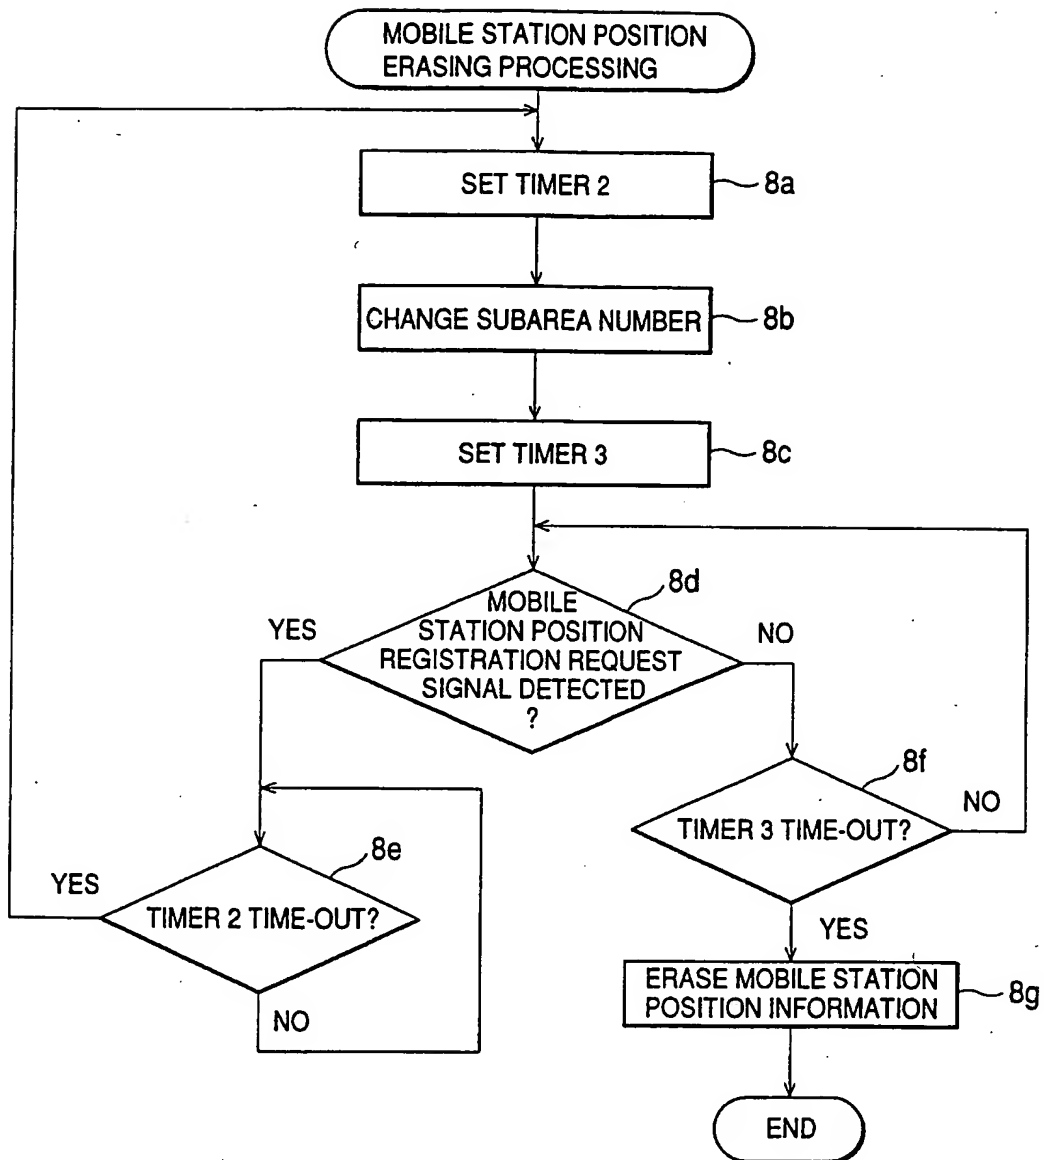 MOBILE STATION POSITION
ERASING PROCESSING
SET TIMER 2
8a
CHANGE SUBAREA NUMBER
8b
SET TIMER 3
8c
8d
MOBILE
STATION POSITION
REGISTRATION REQUEST
SIGNAL DETECTED
?
YES
NO
8e
TIMER 2 TIME-OUT?
YES
NO
8f
TIMER 3 TIME-OUT?
NO
YES
ERASE MOBILE STATION
POSITION INFORMATION
8g
END